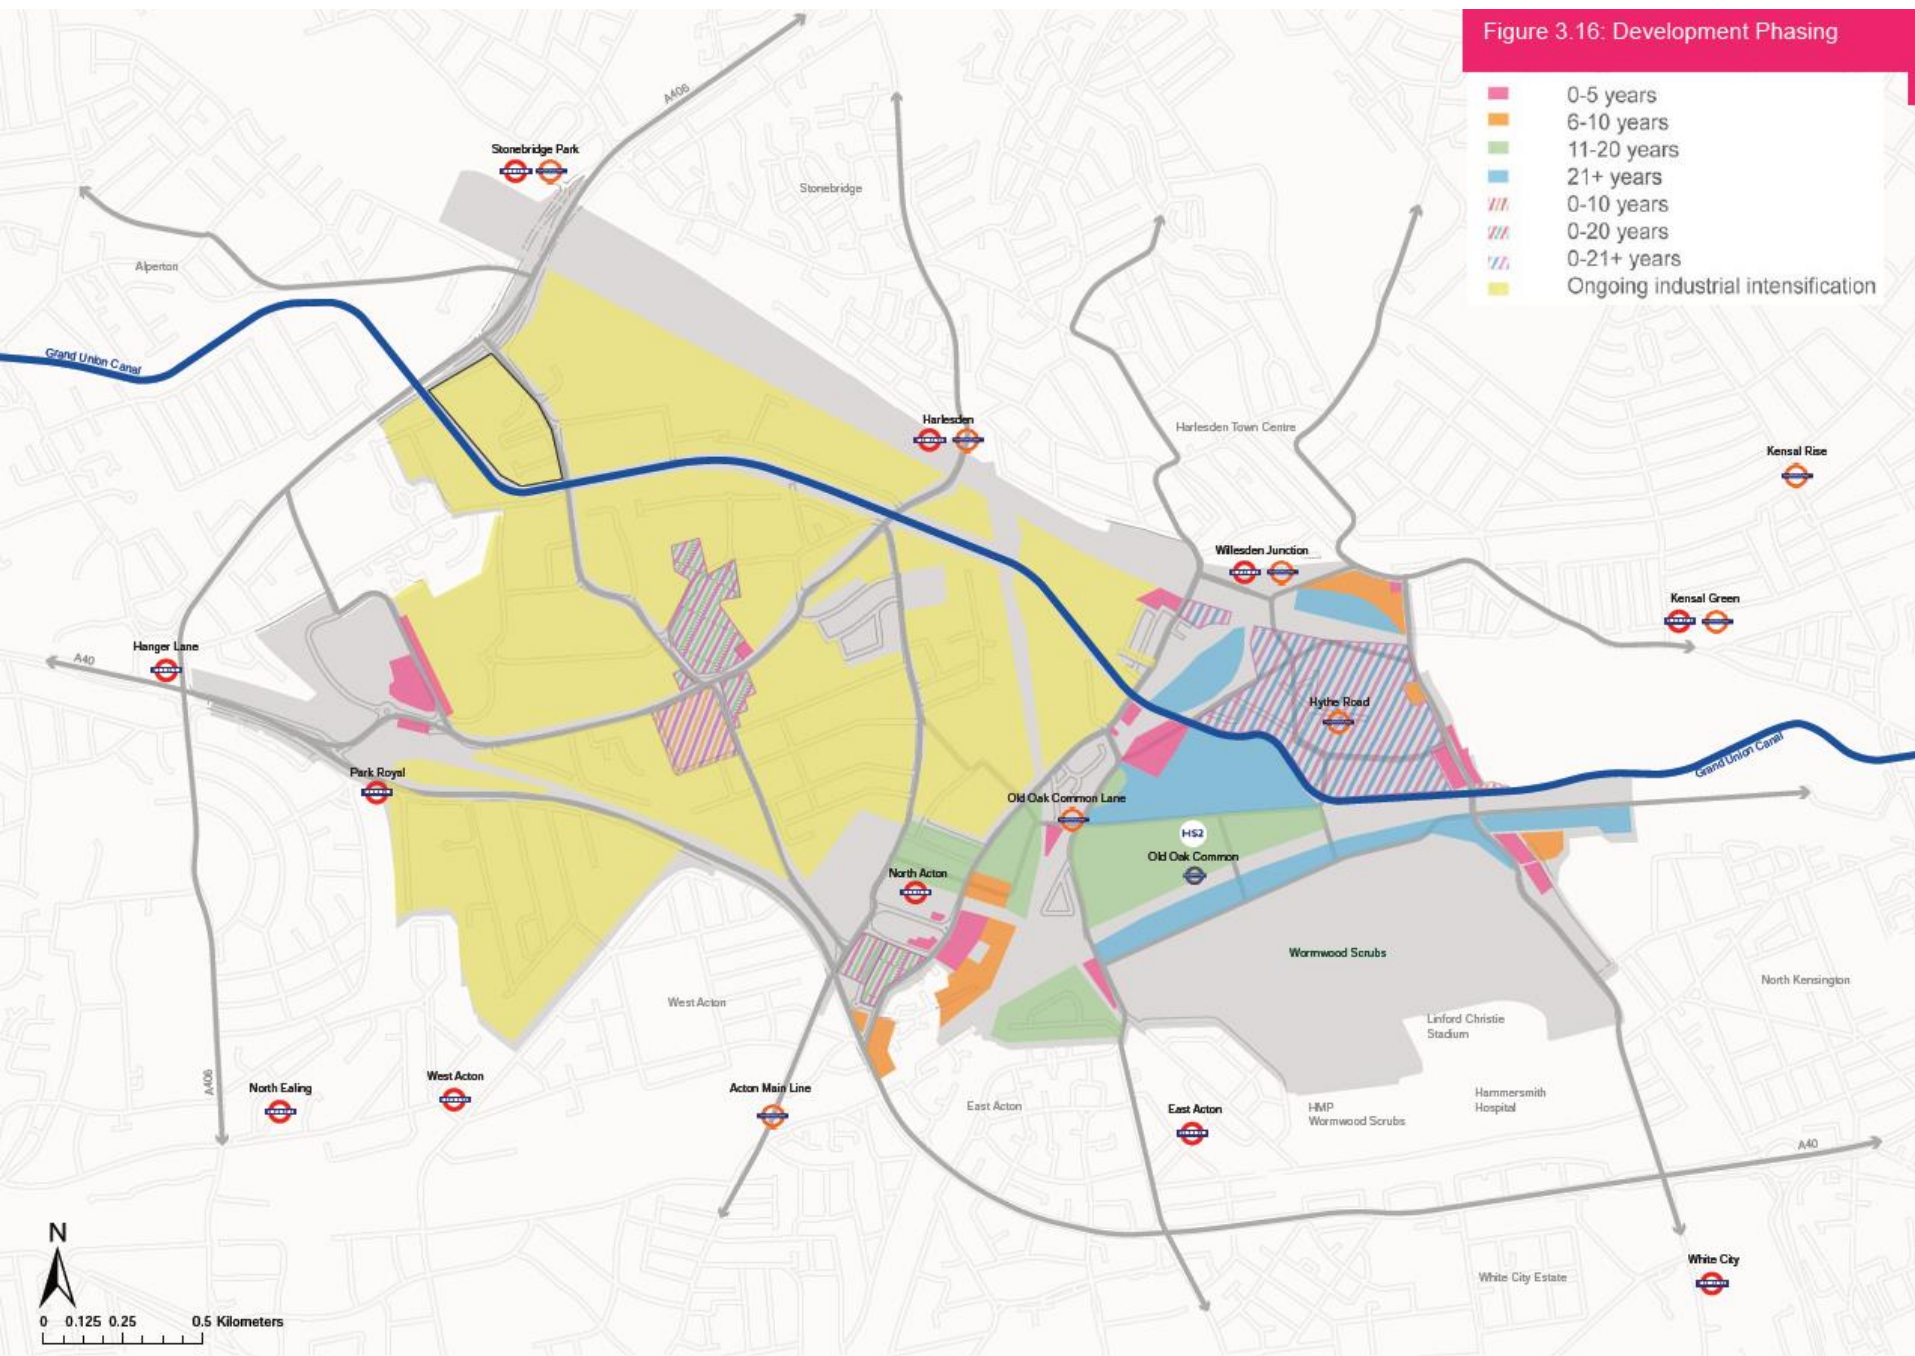 Figure 3.16: Development Phasing
0-5 years
6-10 years
11-20 years
21+ years
0-10 years
0-20 years
0-21+ years
Ongoing industrial intensification
A406
Stonebridge Park
Stonebridge
Alperton
Grand Union Canal
Harlesden
Harlesden Town Centre
Kensal Rise
Willesden Junction
Kensal Green
Hanger Lane
A40
Hythe Road
Grand Union Canal
Park Royal
Old Oak Common Lane
HS2
Old Oak Common
North Acton
Wormwood Scrubs
North Kensington
West Acton
Linford Christie
Stadium
A406
North Ealing
West Acton
Acton Main Line
East Acton
East Acton
HMP
Wormwood Scrubs
Hammersmith
Hospital
A40
N
White City
White City Estate
0 0.125 0.25 0.5 Kilometers